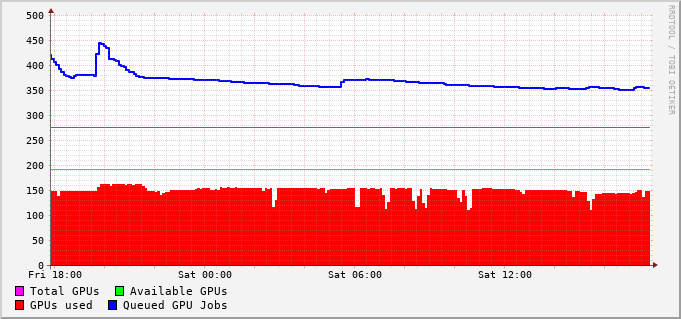 500
450
400
350
300
250
200
150
100
50
0
Fri 18:00 Sat 00:00 Sat 06:00 Sat 12:00
Total GPUs Available GPUs
GPUs used Queued GPU Jobs
RRDTOOL / TOBI OETIKER